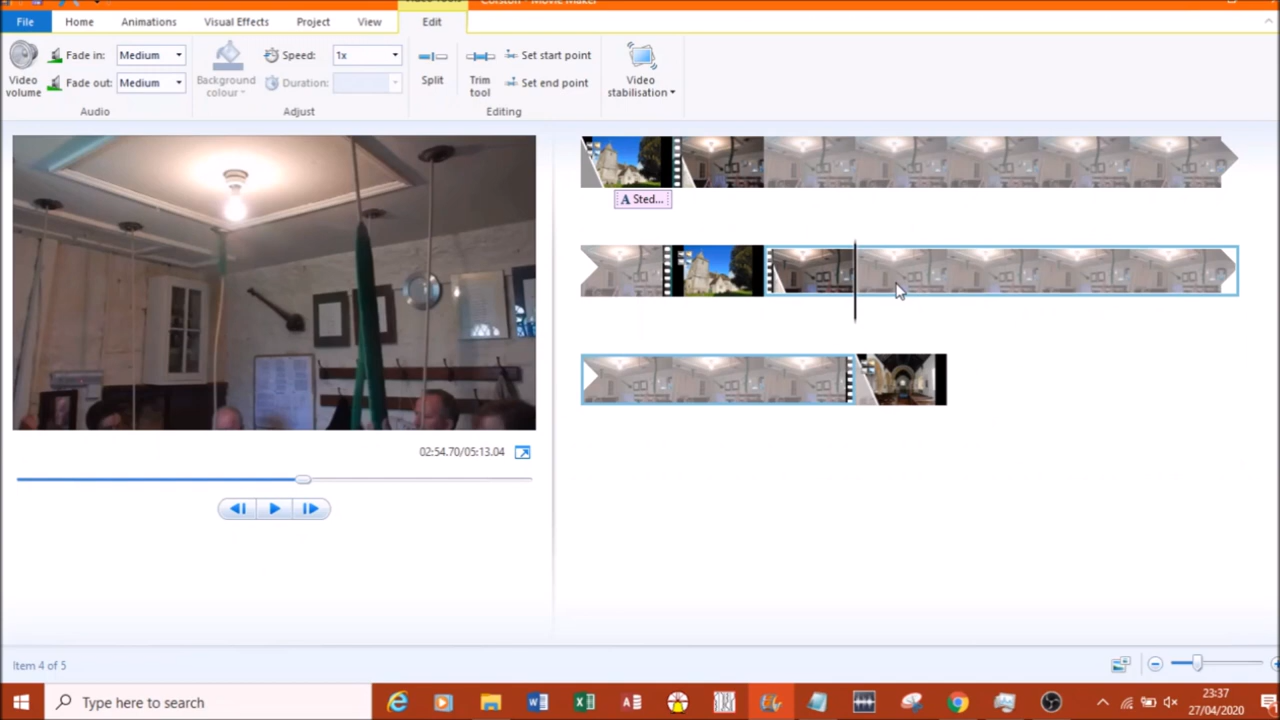 File Home Animations Visual Effects Project View Edit
Video volume
Fade in: Medium
Fade out: Medium
Audio
Background colour
Speed: 1x
Duration:
Adjust
Split
Trim tool
Set start point
Set end point
Editing
Video stabilisation
A Sted...
02:54.70/05:13.04
Item 4 of 5
Type here to search
23:37
27/04/2020